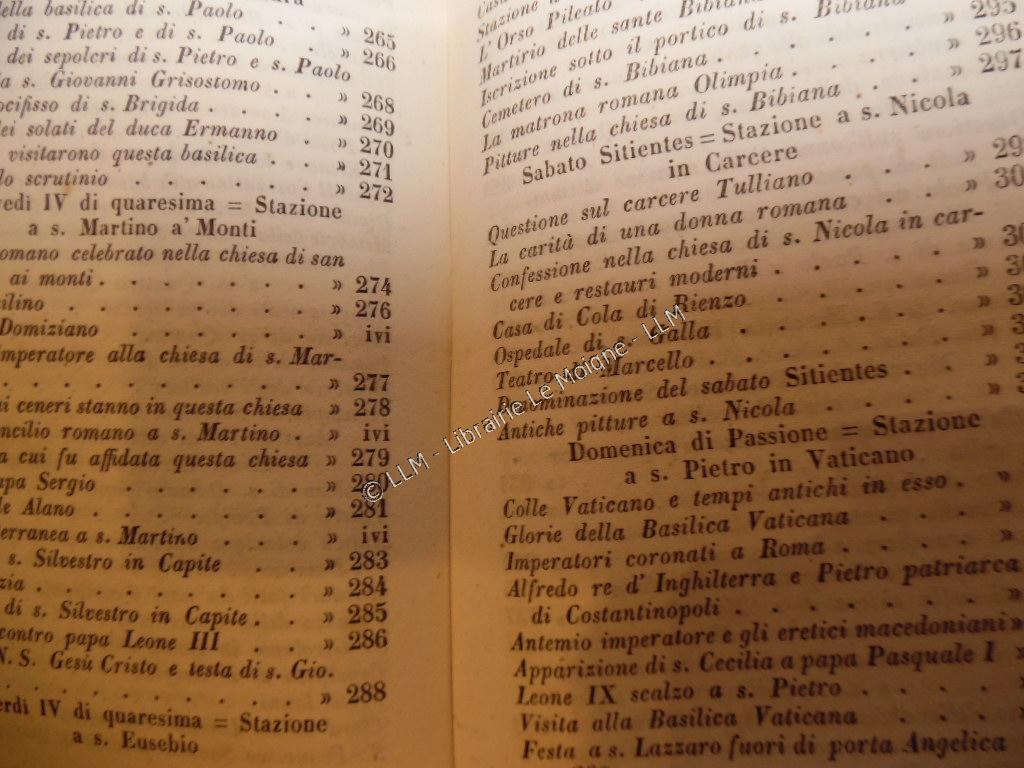 della basilica di s. Paolo . » 265
di s. Pietro e di s. Paolo . » 266
dei sepolcri di s. Pietro e s. Paolo
s. Giovanni Grisostomo . . » 268
ocifisso di s. Brigida . . . . » 269
dei solati del duca Ermanno . » 270
visitarono questa basilica . . » 271
lo scrutinio . . . . . . » 272
edì IV di quaresima = Stazione
a s. Martino a' Monti
omano celebrato nella chiesa di san
ai monti . . . . . . . » 274
ilino . . . . . . . . » 276
Domiziano . . . . . . » ivi
imperatore alla chiesa di s. Mar-
. . . . . . . . . . » 277
ui ceneri stanno in questa chiesa » 278
ncilio romano a s. Martino . » ivi
a cui fu affidata questa chiesa » 279
apa Sergio . . . . . . » 280
le Alano . . . . . . . » 281
terranea a s. Martino . . . » ivi
s. Silvestro in Capite . . » 283
zia . . . . . . . . . » 284
di s. Silvestro in Capite . . » 285
contro papa Leone III . . » 286
N. S. Gesù Cristo e testa di s. Gio.
. . . . . . . . . . » 288
erdì IV di quaresima = Stazione
a s. Eusebio
Stazione
L' Orso Pileato
Martirio delle sante Bibiana
Iscrizione sotto il portico di s. Bibiana 295
Cemetero di s. Bibiana . . . . . . » 296
La matrona romana Olimpia . . . . . » 297
Pitture nella chiesa di s. Bibiana . .
Sabato Sitientes = Stazione a s. Nicola
in Carcere
Questione sul carcere Tulliano . . . »
La carità di una donna romana . . »
Confessione nella chiesa di s. Nicola in car-
cere e restauri moderni . . . . . . »
Casa di Cola di Rienzo . . . . . »
Ospedale di s. Galla . . . . . . »
Teatro di Marcello . . . . . . . »
Denominazione del sabato Sitientes . . »
Antiche pitture a s. Nicola . . . . »
Domenica di Passione = Stazione
a s. Pietro in Vaticano
Colle Vaticano e tempi antichi in esso . »
Glorie della Basilica Vaticana . . . »
Imperatori coronati a Roma . . . . »
Alfredo re d' Inghilterra e Pietro patriarca
di Costantinopoli . . . . . . . »
Antemio imperatore e gli eretici macedoniani »
Apparizione di s. Cecilia a papa Pasquale I »
Leone IX scalzo a s. Pietro . . . . »
Visita alla Basilica Vaticana . . . »
Festa a s. Lazzaro fuori di porta Angelica
© LLM - Librairie Le Moigne - LLM